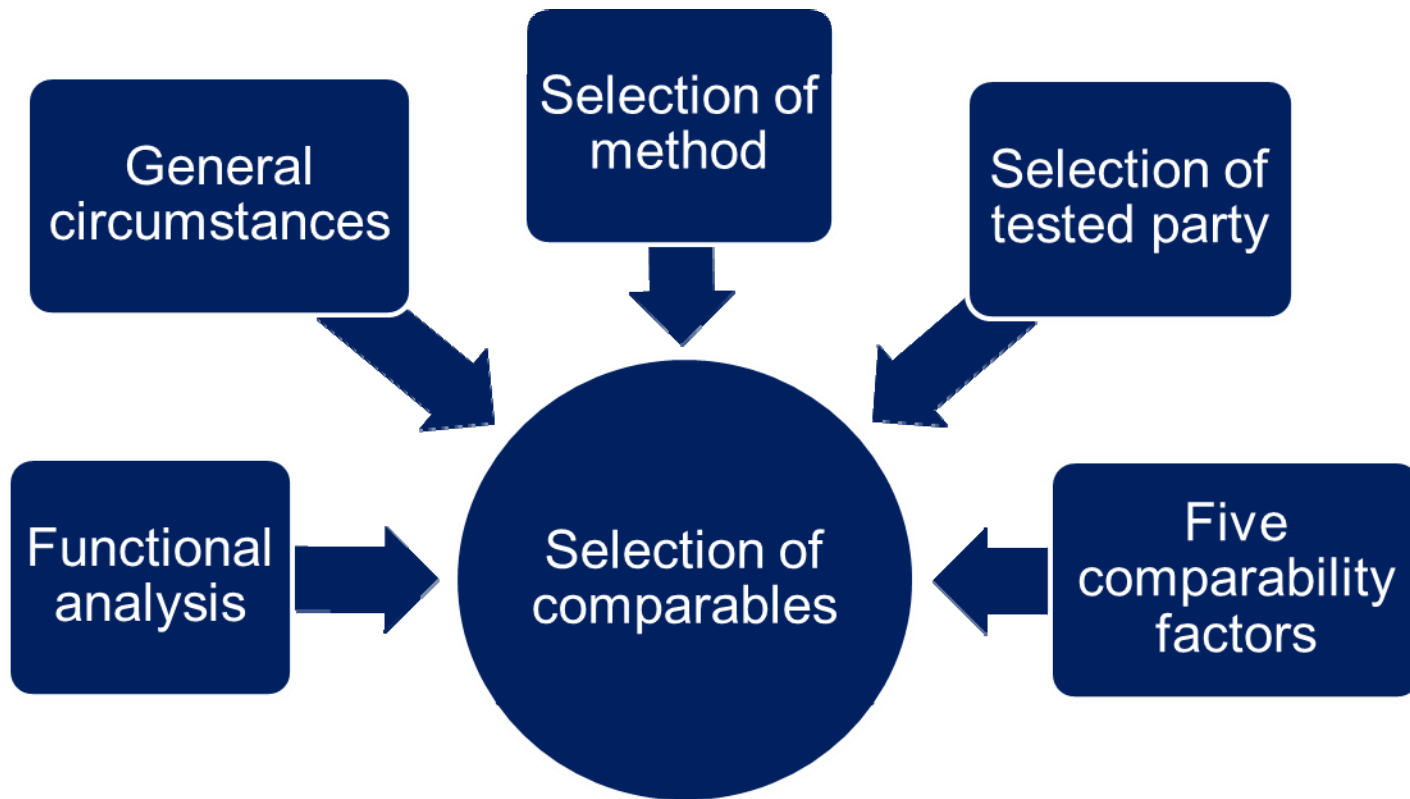 General
circumstances
Selection of
method
Selection of
tested party
Functional
analysis
Selection of
comparables
Five
comparability
factors